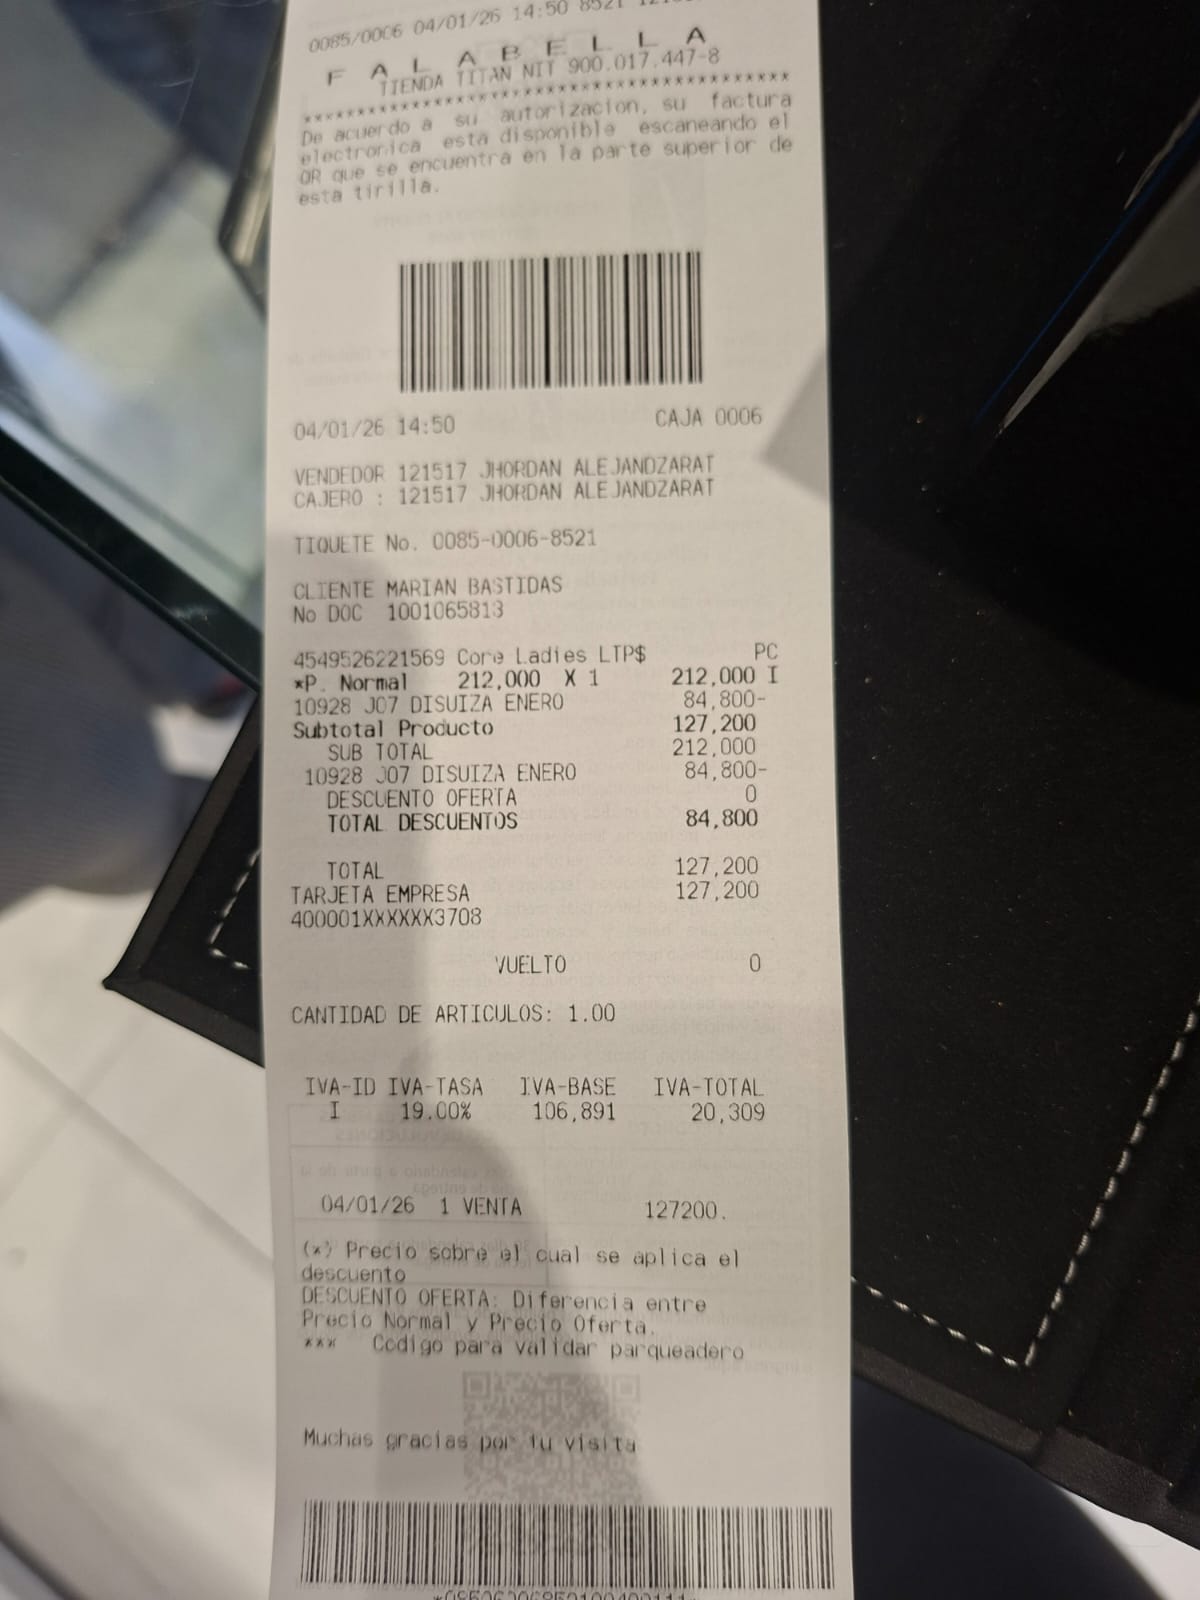 0085/0006 04/01/26 14:50 8521
F A L A B E L L A
TIENDA TITAN NIT 900.017.447-8
****************************************
De acuerdo a su autorizacion, su factura
electronica esta disponible escaneando el
QR que se encuentra en la parte superior de
esta tirilla.
04/01/26 14:50 CAJA 0006
VENDEDOR 121517 JHORDAN ALEJANDZARAT
CAJERO : 121517 JHORDAN ALEJANDZARAT
TIQUETE No. 0085-0006-8521
CLIENTE MARIAN BASTIDAS
No DOC 1001065813
4549526221569 Core Ladies LTP$ PC
*P. Normal 212,000 X 1 212,000 I
10928 J07 DISUIZA ENERO 84,800-
Subtotal Producto 127,200
SUB TOTAL 212,000
10928 J07 DISUIZA ENERO 84,800-
DESCUENTO OFERTA 0
TOTAL DESCUENTOS 84,800
TOTAL 127,200
TARJETA EMPRESA 127,200
400001XXXXXX3708
VUELTO 0
CANTIDAD DE ARTICULOS: 1.00
IVA-ID IVA-TASA IVA-BASE IVA-TOTAL
I 19.00% 106,891 20,309
04/01/26 1 VENTA 127200.
(*) Precio sobre el cual se aplica el
descuento
DESCUENTO OFERTA: Diferencia entre
Precio Normal y Precio Oferta.
*** Codigo para validar parqueadero
Muchas gracias por tu visita